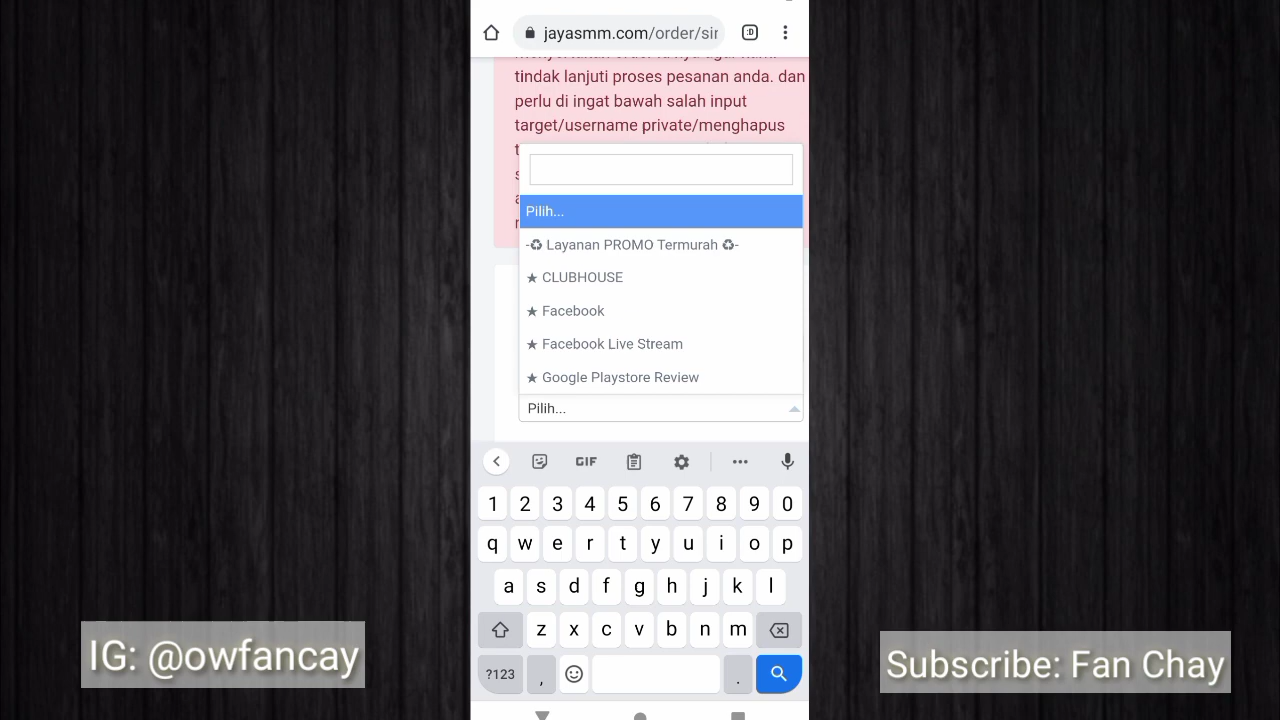 jayasmm.com/order/sir
:D
tindak lanjuti proses pesanan anda. dan
perlu di ingat bawah salah input
target/username private/menghapus
Pilih...
-♻ Layanan PROMO Termurah ♻-
★ CLUBHOUSE
★ Facebook
★ Facebook Live Stream
★ Google Playstore Review
Pilih...
GIF
1 2 3 4 5 6 7 8 9 0
q w e r t y u i o p
a s d f g h j k l
z x c v b n m
?123 , .
IG: @owfancay
Subscribe: Fan Chay